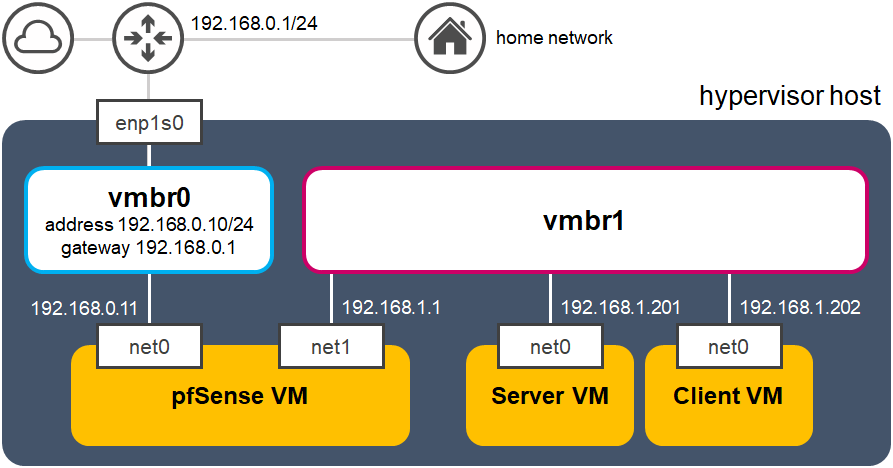 192.168.0.1/24
home network
hypervisor host
enp1s0
vmbr0
address 192.168.0.10/24
gateway 192.168.0.1
vmbr1
192.168.0.11
192.168.1.1
192.168.1.201
192.168.1.202
net0
net1
net0
net0
pfSense VM
Server VM
Client VM